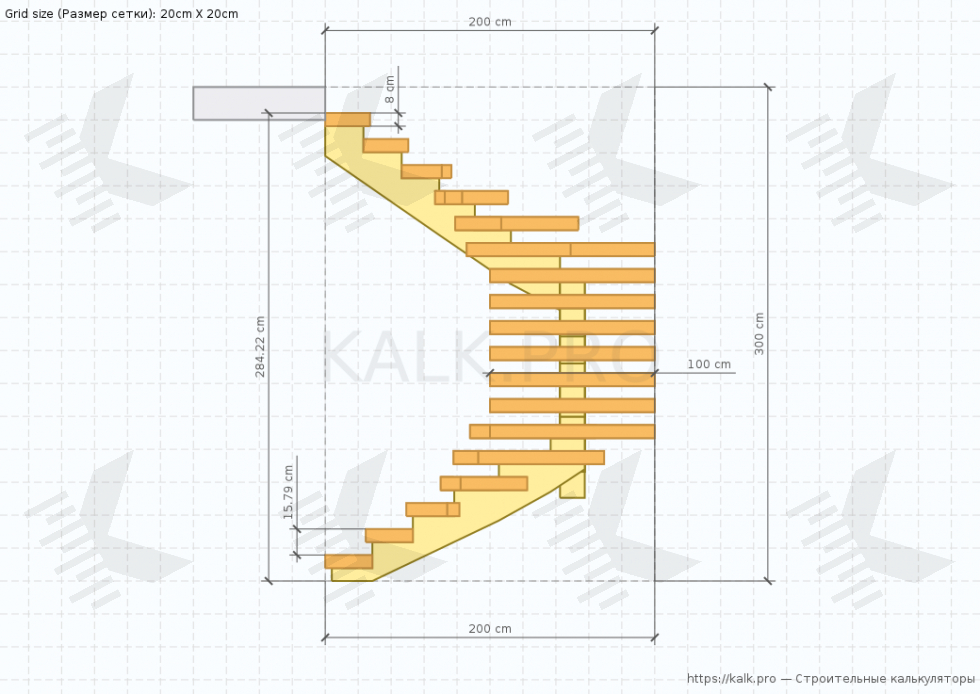 Grid size (Размер сетки): 20cm X 20cm
200 cm
8 cm
284.22 cm
300 cm
KALK.PRO
100 cm
15.79 cm
200 cm
https://kalk.pro — Строительные калькуляторы